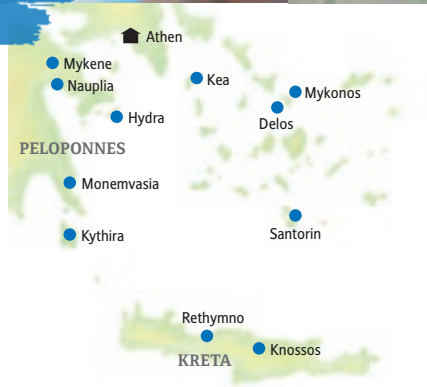 Athen
Mykene
Nauplia
Kea
Mykonos
Delos
Hydra
PELOPONNES
Monemvasia
Kythira
Santorin
Rethymno
Knossos
KRETA